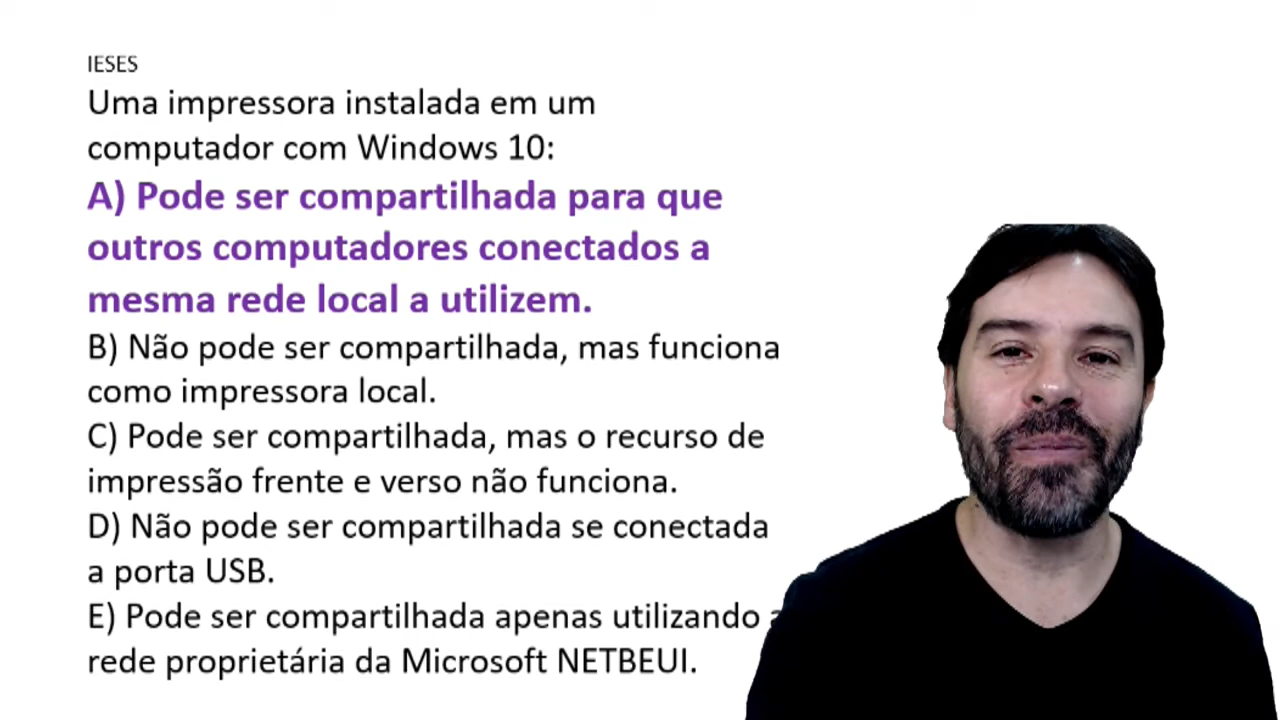 IESES
Uma impressora instalada em um
computador com Windows 10:
A) Pode ser compartilhada para que
outros computadores conectados a
mesma rede local a utilizem.
B) Não pode ser compartilhada, mas funciona
como impressora local.
C) Pode ser compartilhada, mas o recurso de
impressão frente e verso não funciona.
D) Não pode ser compartilhada se conectada
a porta USB.
E) Pode ser compartilhada apenas utilizando a
rede proprietária da Microsoft NETBEUI.